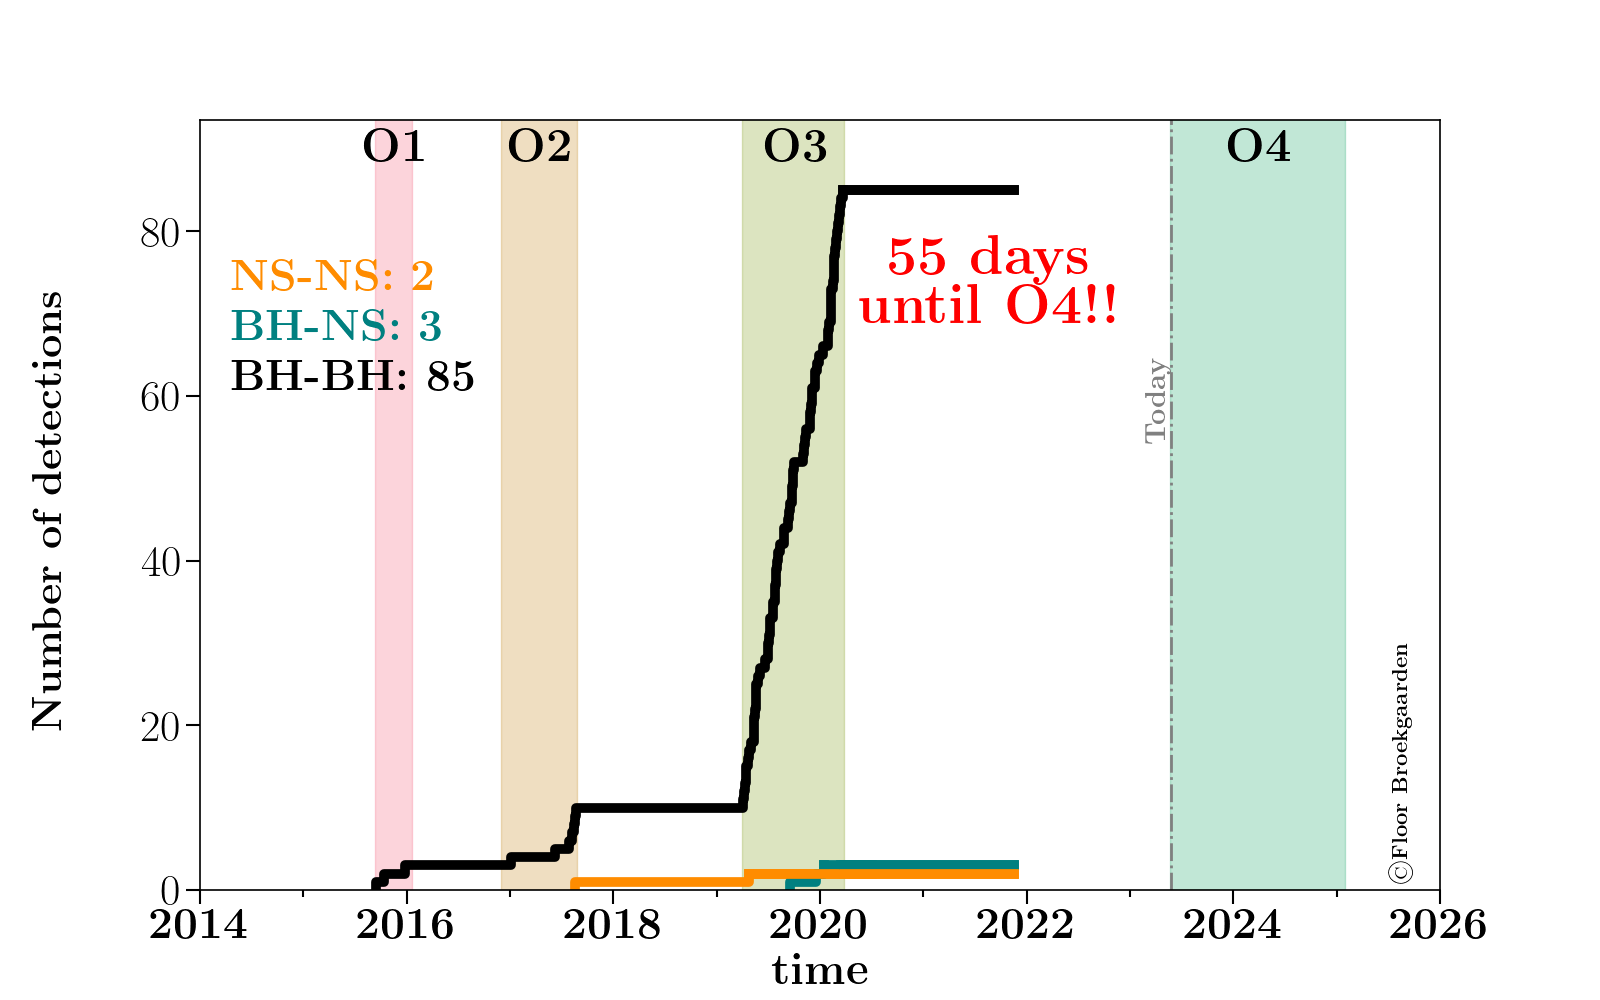 O1
O2
O3
O4
NS-NS: 2
BH-NS: 3
BH-BH: 85
55 days
until O4!!
Today
©Floor Broekgaarden
Number of detections
80
60
40
20
0
2014
2016
2018
2020
2022
2024
2026
time